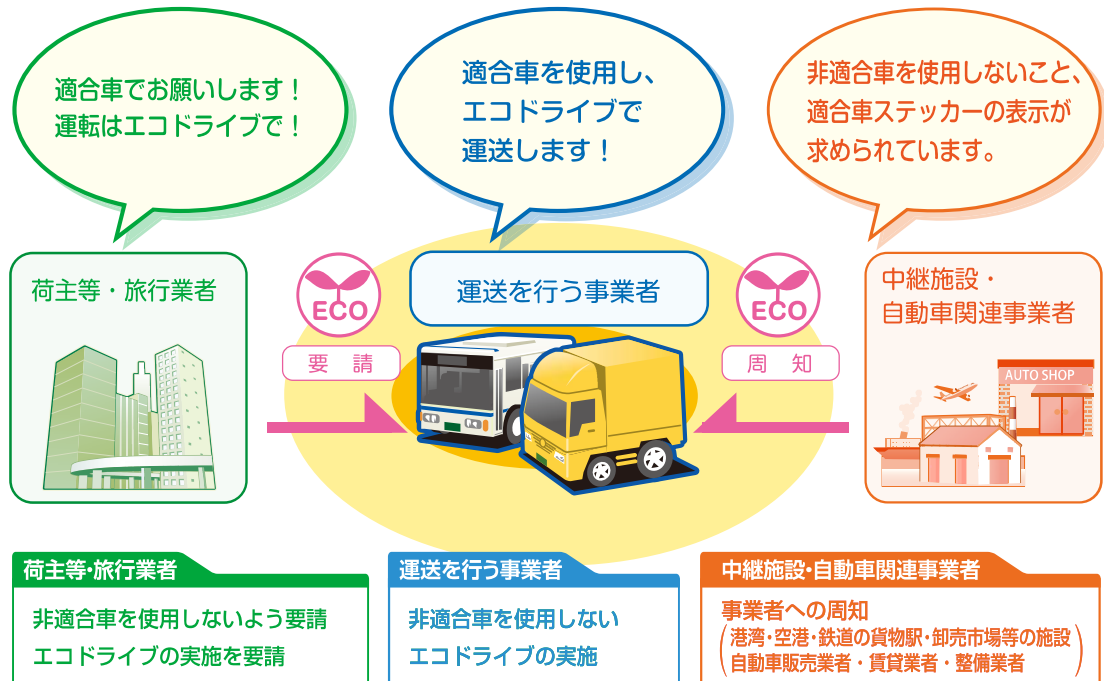 適合車でお願いします！
運転はエコドライブで！
適合車を使用し、
エコドライブで
運送します！
非適合車を使用しないこと、
適合車ステッカーの表示が
求められています。
荷主等・旅行業者
ECO
要請
運送を行う事業者
ECO
周知
中継施設・
自動車関連事業者
AUTO SHOP
荷主等・旅行業者
非適合車を使用しないよう要請
エコドライブの実施を要請
運送を行う事業者
非適合車を使用しない
エコドライブの実施
中継施設・自動車関連事業者
事業者への周知
（港湾・空港・鉄道の貨物駅・卸売市場等の施設
自動車販売業者・賃貸業者・整備業者）